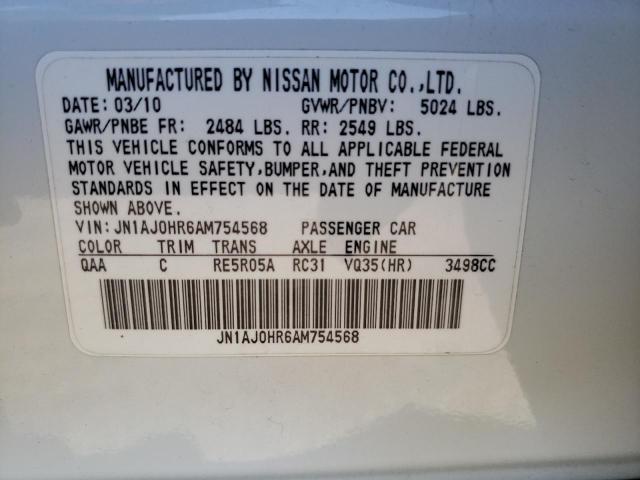 MANUFACTURED BY NISSAN MOTOR CO.,LTD.
DATE: 03/10 GVWR/PNBV: 5024 LBS.
GAWR/PNBE FR: 2484 LBS. RR: 2549 LBS.
THIS VEHICLE CONFORMS TO ALL APPLICABLE FEDERAL
MOTOR VEHICLE SAFETY,BUMPER,AND THEFT PREVENTION
STANDARDS IN EFFECT ON THE DATE OF MANUFACTURE
SHOWN ABOVE.
VIN:JN1AJ0HR6AM754568 PASSENGER CAR
COLOR TRIM TRANS AXLE ENGINE
QAA C RE5R05A RC31 VQ35(HR) 3498CC
JN1AJ0HR6AM754568